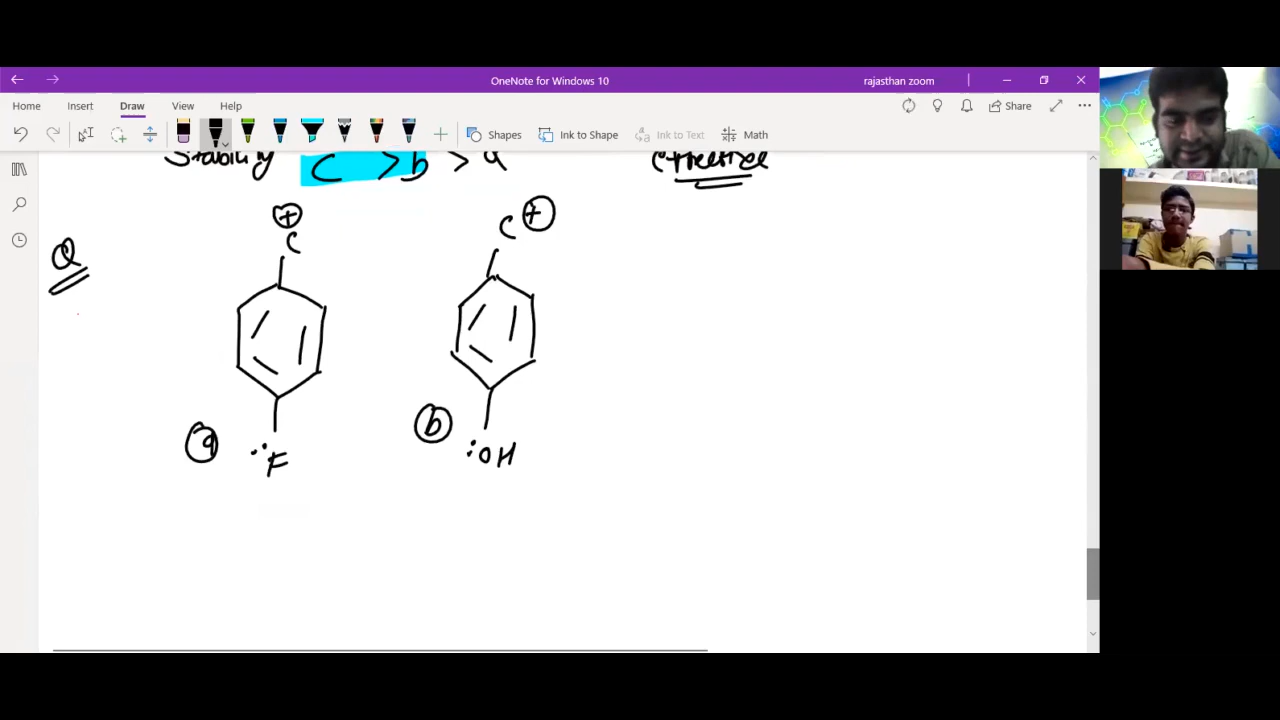 OneNote for Windows 10
rajasthan zoom
Home Insert Draw View Help
Share
Shapes Ink to Shape Ink to Text Math
Stability C > b > a
Q
+ C
C +
a
F
b
:OH